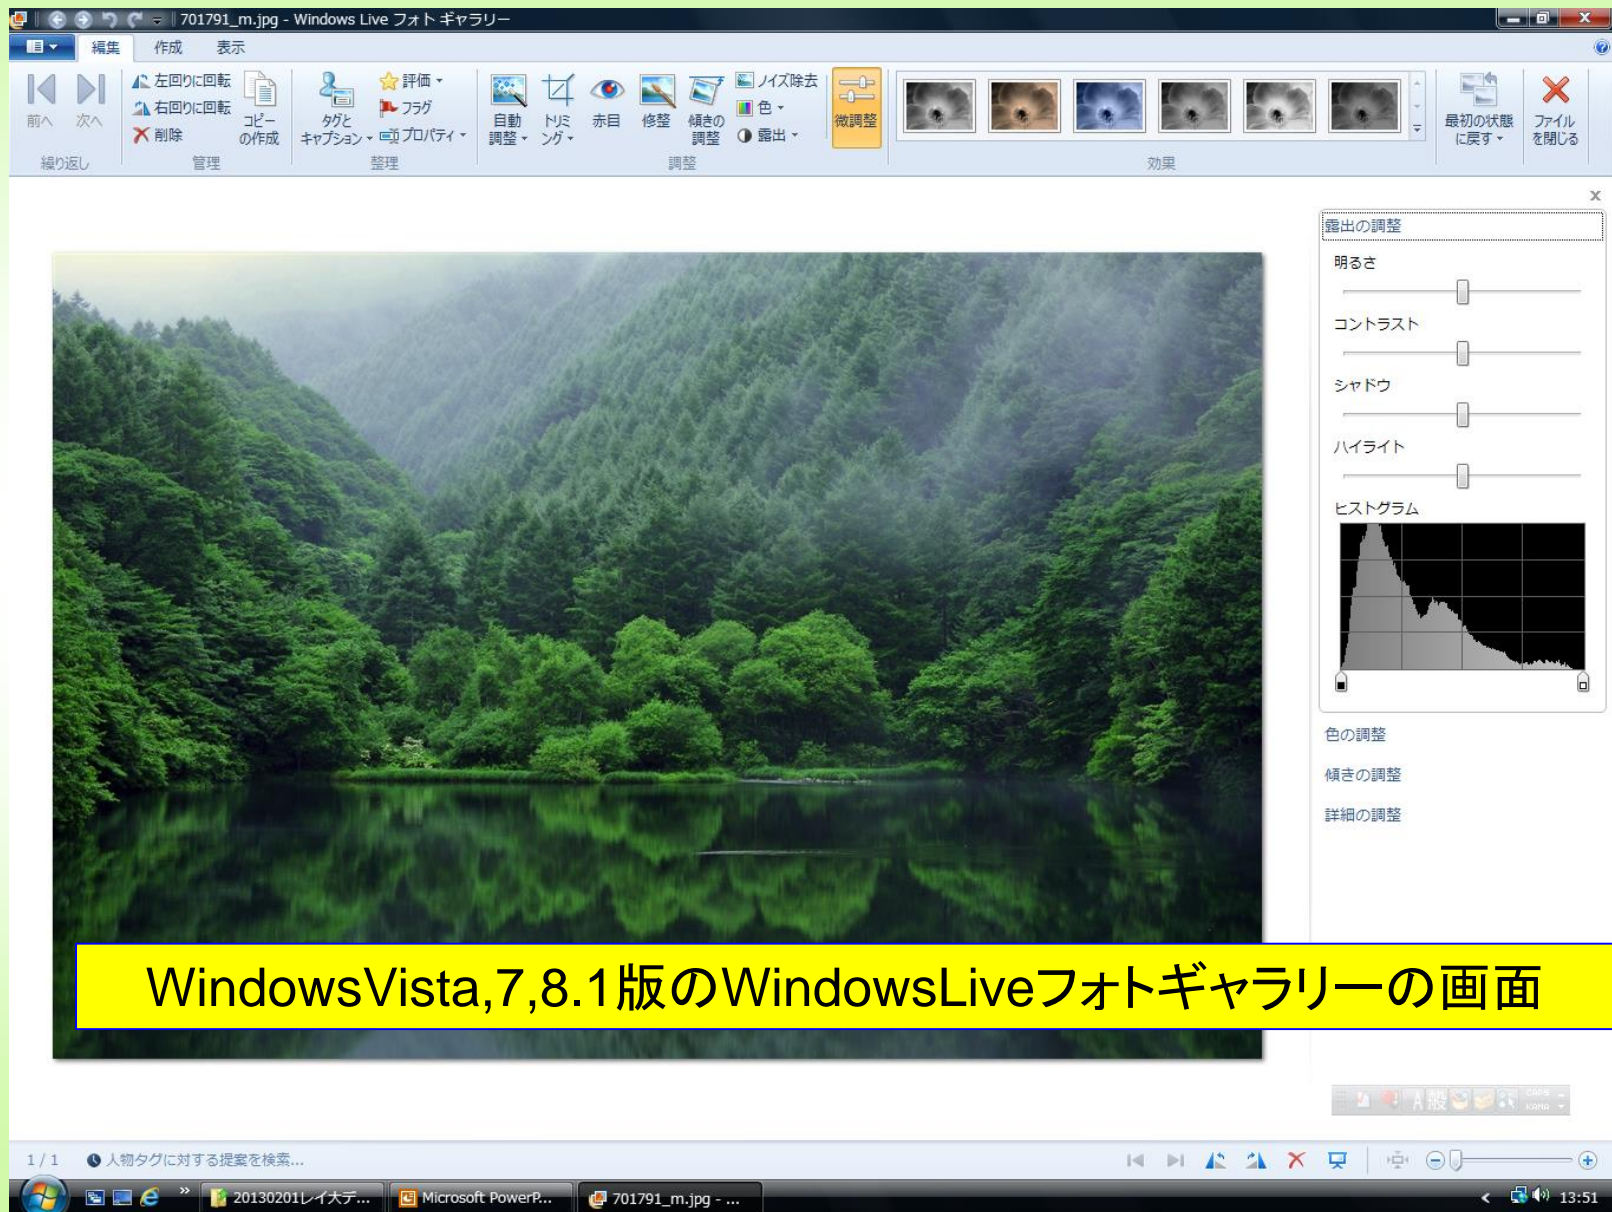 701791_m.jpg - Windows Live フォト ギャラリー
編集 作成 表示
前へ 次へ
左回りに回転
右回りに回転
削除
コピー
の作成
タグと
キャプション
評価
フラグ
プロパティ
自動
調整
トリミ
ング
赤目
修整
傾きの
調整
ノイズ除去
色
露出
微調整
最初の状態
に戻す
ファイル
を閉じる
繰り返し 管理 整理 調整 効果
x
露出の調整
明るさ
コントラスト
シャドウ
ハイライト
ヒストグラム
色の調整
傾きの調整
詳細の調整
WindowsVista,7,8.1版のWindowsLiveフォトギャラリーの画面
A 般 CAPS
KANA
1 / 1 人物タグに対する提案を検索...
20130201レイ大デ... Microsoft PowerP... 701791_m.jpg - ... 13:51